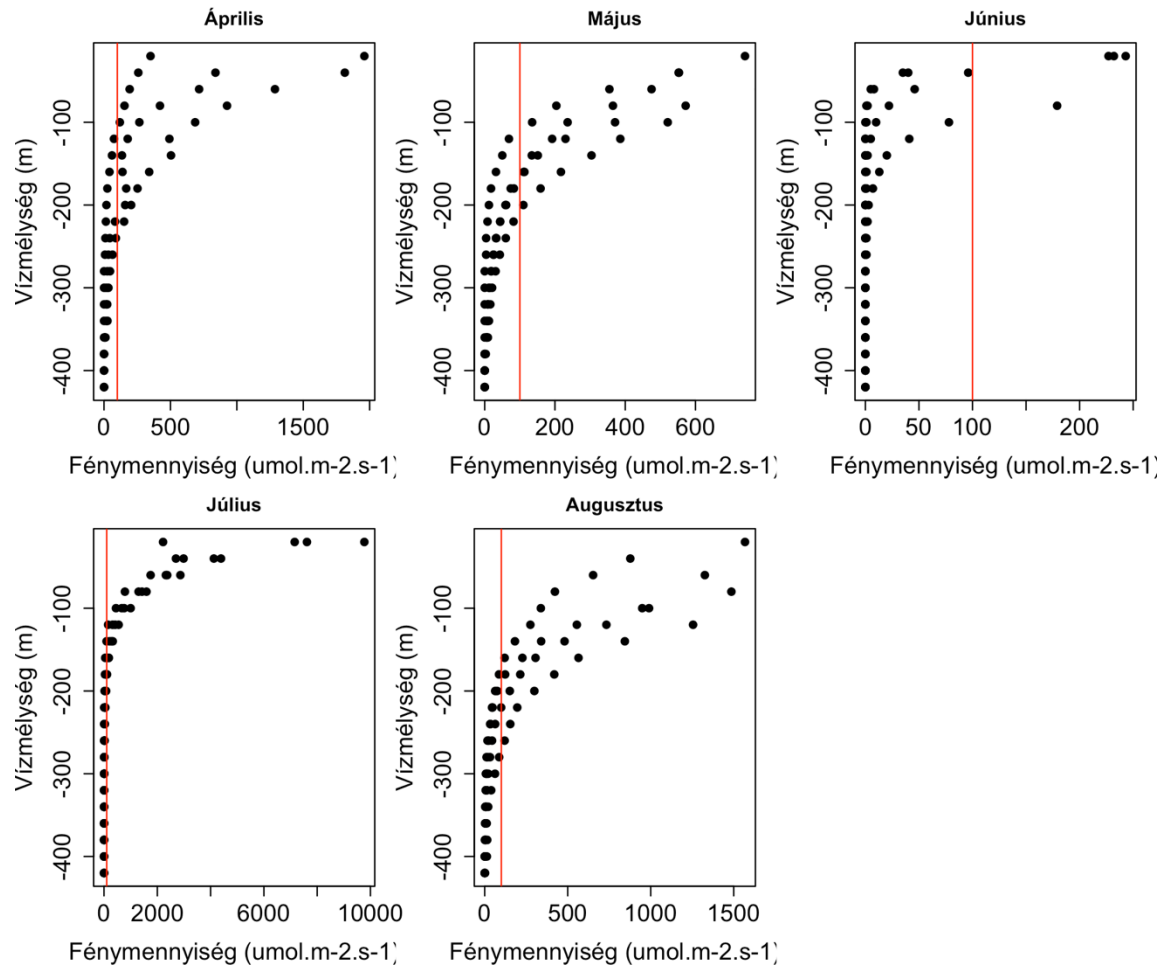 Április
Vízmélység (m)
-100
-200
-300
-400
0 500 1500
Fénymennyiség (umol.m-2.s-1)
Május
Vízmélység (m)
-100
-200
-300
-400
0 200 400 600
Fénymennyiség (umol.m-2.s-1)
Június
Vízmélység (m)
-100
-200
-300
-400
0 50 100 200
Fénymennyiség (umol.m-2.s-1)
Július
Vízmélység (m)
-100
-200
-300
-400
0 2000 6000 10000
Fénymennyiség (umol.m-2.s-1)
Augusztus
Vízmélység (m)
-100
-200
-300
-400
0 500 1000 1500
Fénymennyiség (umol.m-2.s-1)